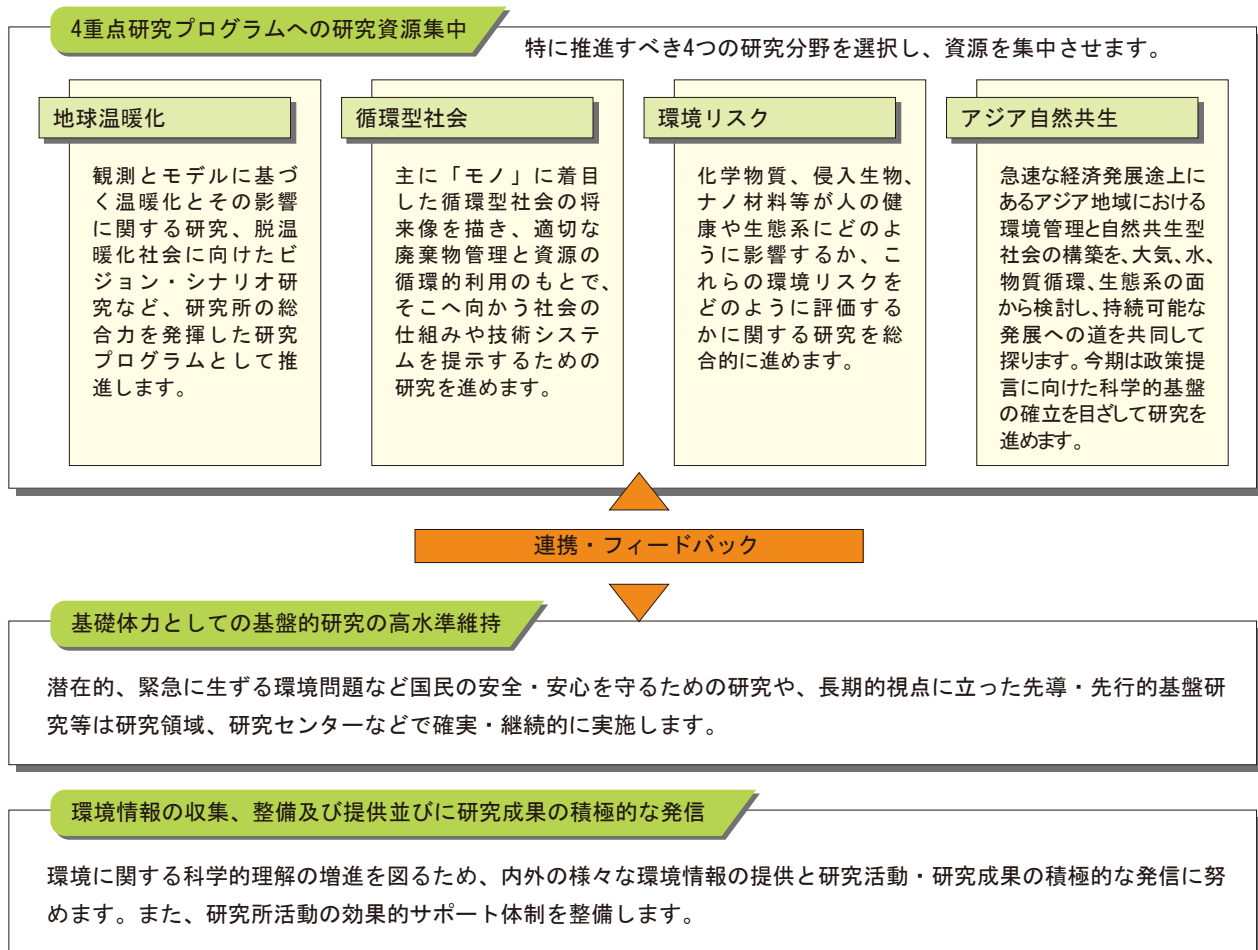 4重点研究プログラムへの研究資源集中
特に推進すべき4つの研究分野を選択し、資源を集中させます。
地球温暖化
観測とモデルに基づ
く温暖化とその影響
に関する研究、脱温
暖化社会に向けたビ
ジョン・シナリオ研
究など、研究所の総
合力を発揮した研究
プログラムとして推
進します。
循環型社会
主に「モノ」に着目
した循環型社会の将
来像を描き、適切な
廃棄物管理と資源の
循環的利用のもとで、
そこへ向かう社会の
仕組みや技術システ
ムを提示するための
研究を進めます。
環境リスク
化学物質、侵入生物、
ナノ材料等が人の健
康や生態系にどのよ
うに影響するか、こ
れらの環境リスクを
どのように評価する
かに関する研究を総
合的に進めます。
アジア自然共生
急速な経済発展途上に
あるアジア地域における
環境管理と自然共生型
社会の構築を、大気、水、
物質循環、生態系の面
から検討し、持続可能な
発展への道を共同して
探ります。今期は政策提
言に向けた科学的基盤
の確立を目ざして研究を
進めます。
連携・フィードバック
基礎体力としての基盤的研究の高水準維持
潜在的、緊急に生ずる環境問題など国民の安全・安心を守るための研究や、長期的視点に立った先導・先行的基盤研
究等は研究領域、研究センターなどで確実・継続的に実施します。
環境情報の収集、整備及び提供並びに研究成果の積極的な発信
環境に関する科学的理解の増進を図るため、内外の様々な環境情報の提供と研究活動・研究成果の積極的な発信に努
めます。また、研究所活動の効果的サポート体制を整備します。